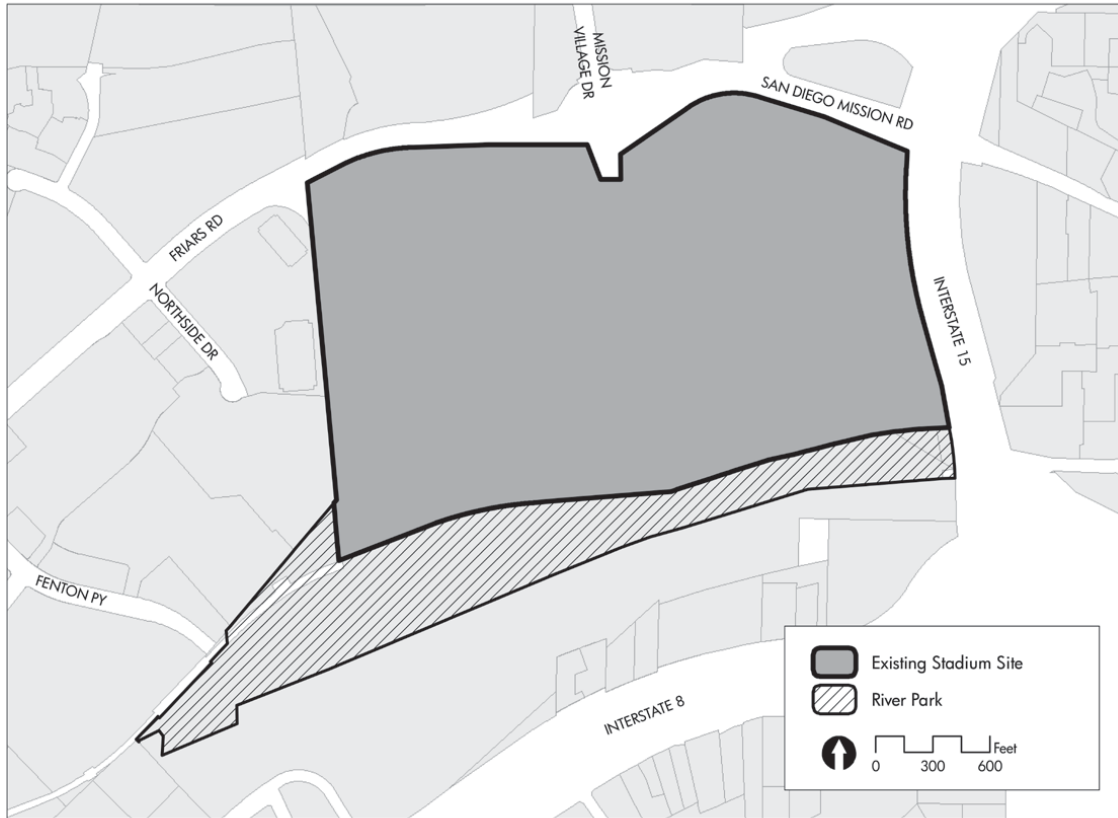 MISSION
VILLAGE DR
SAN DIEGO MISSION RD
FRIARS RD
NORTHSIDE DR
INTERSTATE 15
FENTON PY
INTERSTATE 8
Existing Stadium Site
River Park
Feet
0 300 600